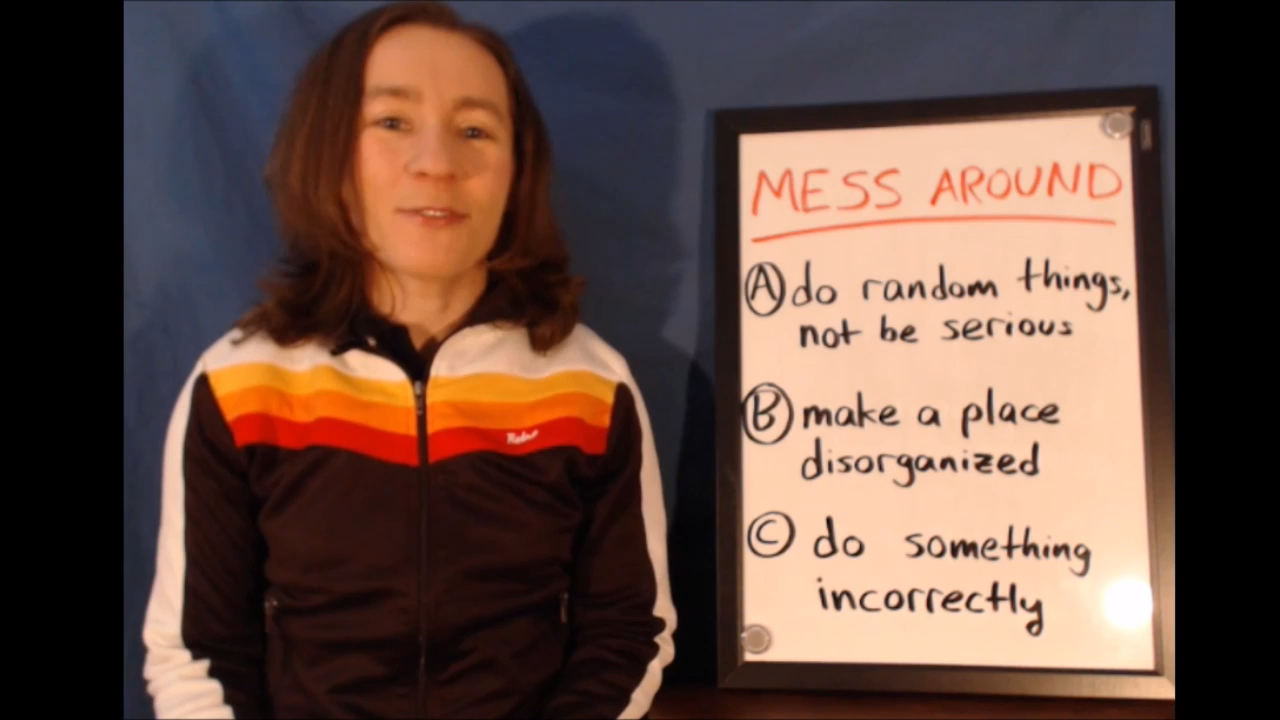 MESS AROUND
A do random things,
not be serious
B make a place
disorganized
C do something
incorrectly